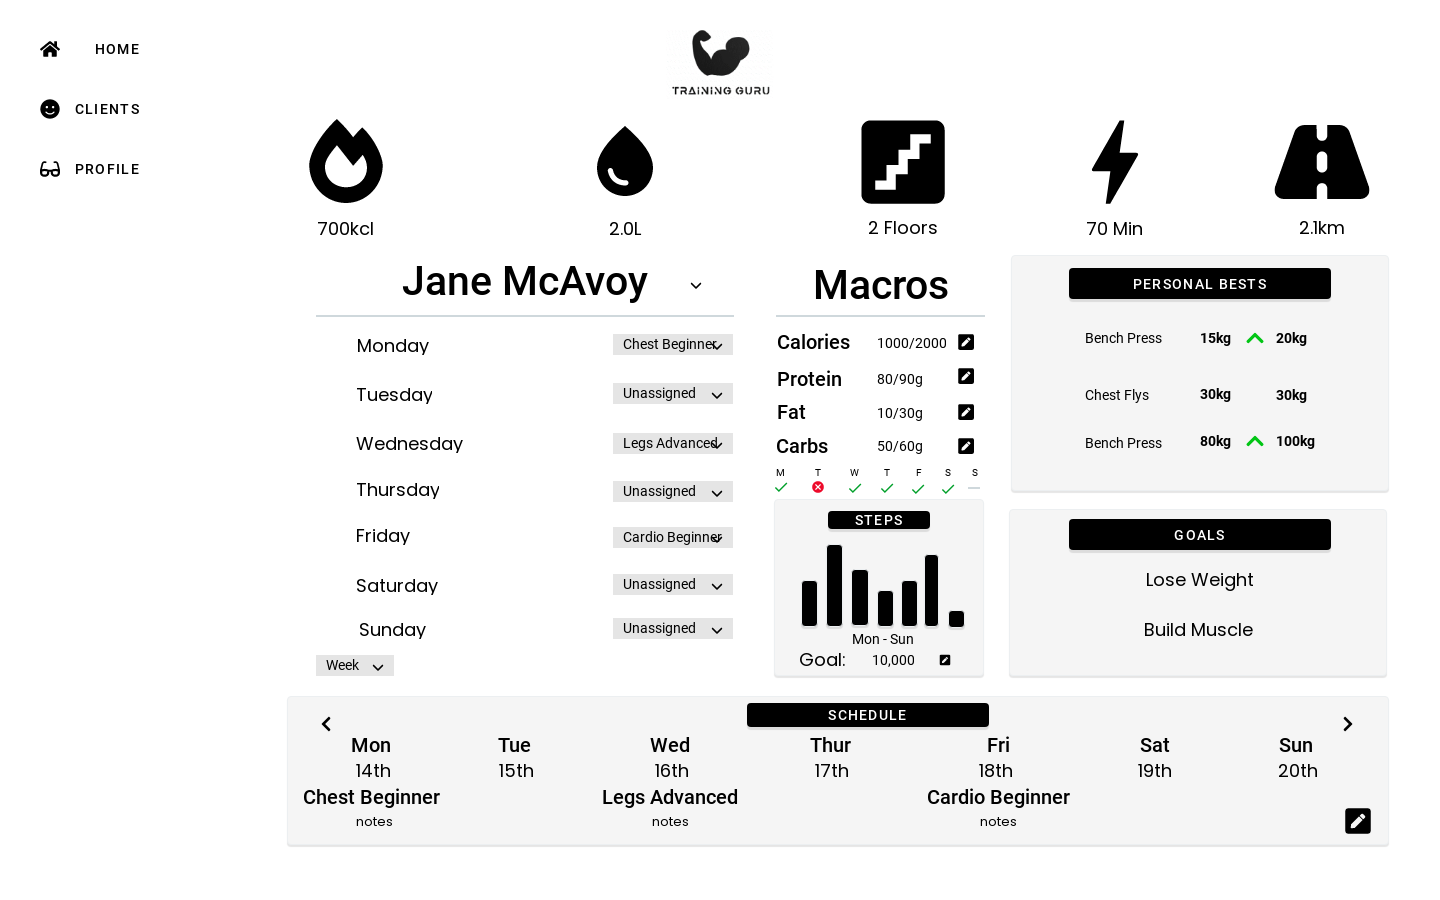 HOME
CLIENTS
PROFILE
TRAINING GURU
700kcl
2.0L
2 Floors
70 Min
2.1km
Jane McAvoy
Monday Chest Beginner
Tuesday Unassigned
Wednesday Legs Advanced
Thursday Unassigned
Friday Cardio Beginner
Saturday Unassigned
Sunday Unassigned
Week
Macros
Calories 1000/2000
Protein 80/90g
Fat 10/30g
Carbs 50/60g
M T W T F S S
STEPS
Mon - Sun
Goal: 10,000
PERSONAL BESTS
Bench Press 15kg 20kg
Chest Flys 30kg 30kg
Bench Press 80kg 100kg
GOALS
Lose Weight
Build Muscle
SCHEDULE
Mon Tue Wed Thur Fri Sat Sun
14th 15th 16th 17th 18th 19th 20th
Chest Beginner Legs Advanced Cardio Beginner
notes notes notes